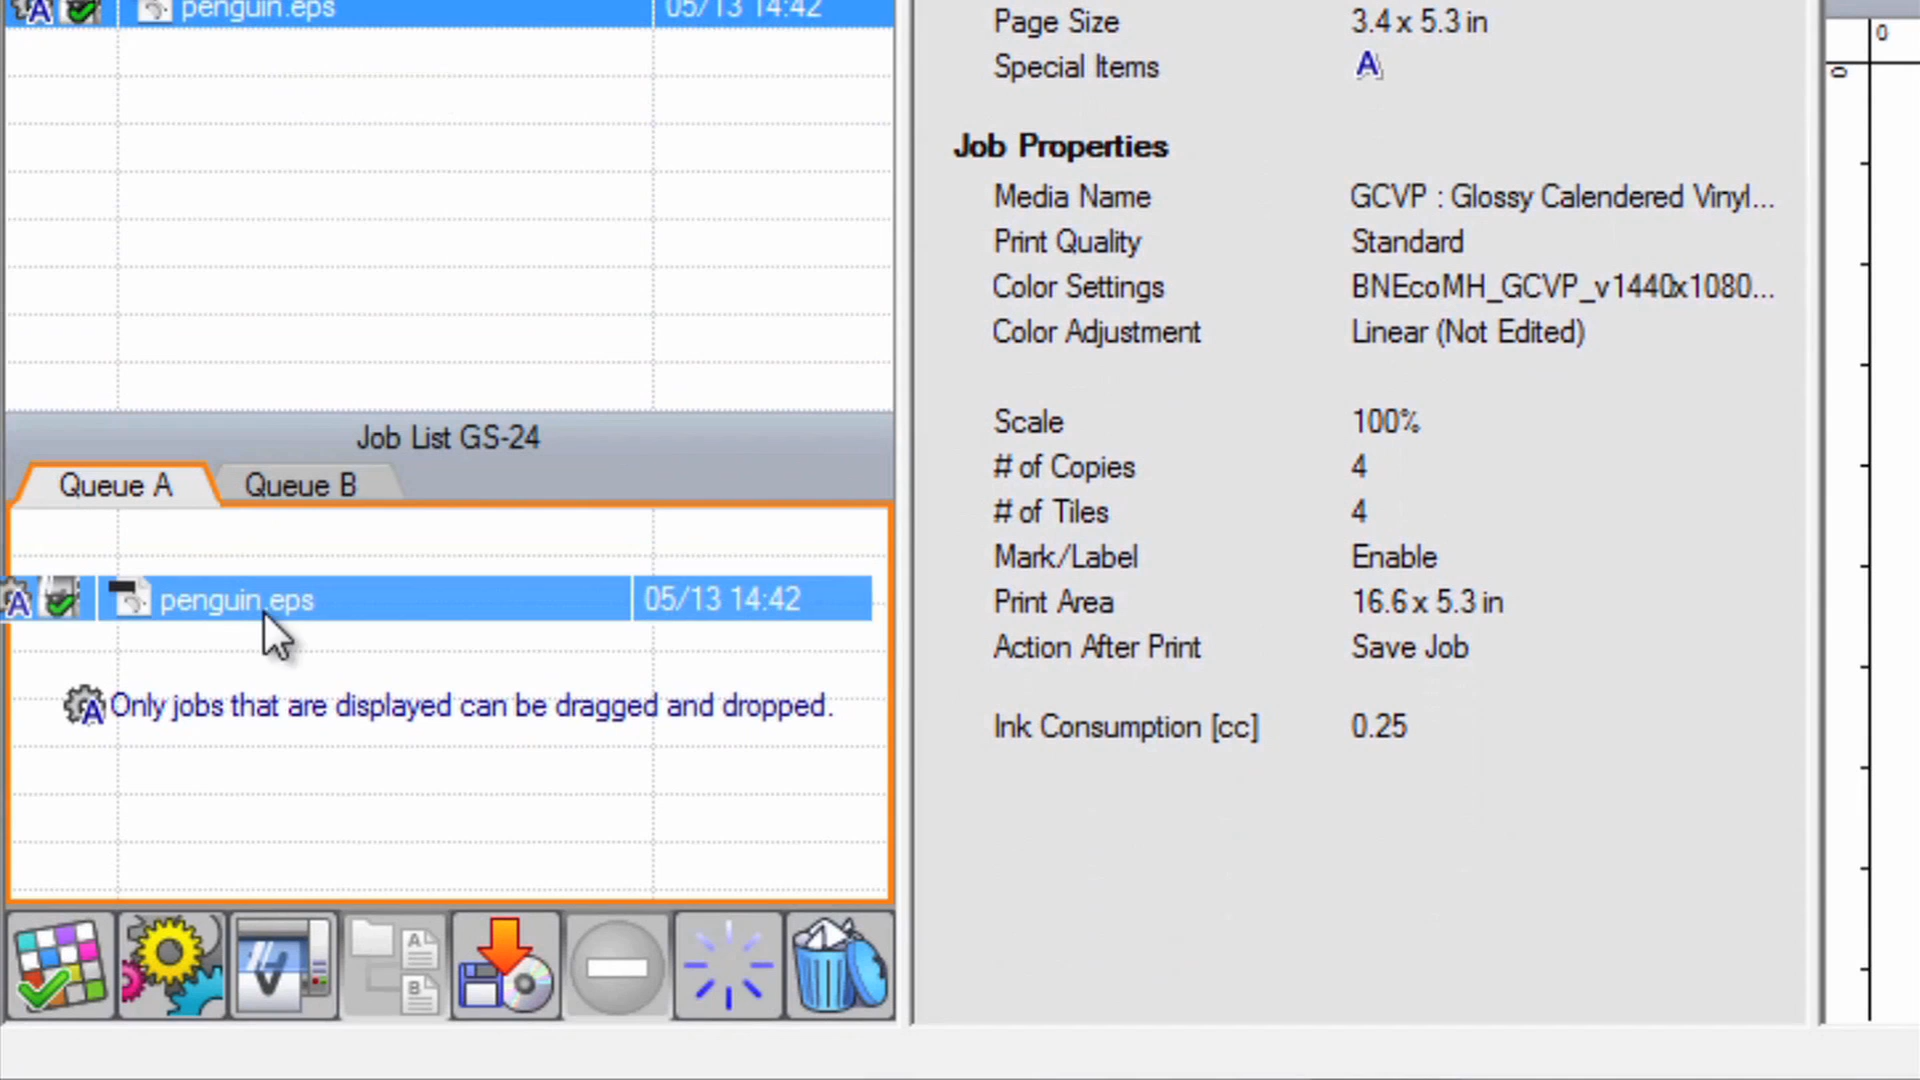 penguin.eps 05/13 14:42
Job List GS-24
Queue A Queue B
penguin.eps 05/13 14:42
Only jobs that are displayed can be dragged and dropped.
Page Size 3.4 x 5.3 in
Special Items A
Job Properties
Media Name GCVP : Glossy Calendered Vinyl...
Print Quality Standard
Color Settings BNEcoMH_GCVP_v1440x1080...
Color Adjustment Linear (Not Edited)
Scale 100%
# of Copies 4
# of Tiles 4
Mark/Label Enable
Print Area 16.6 x 5.3 in
Action After Print Save Job
Ink Consumption [cc] 0.25
0
0
A
A
A
V
A
B